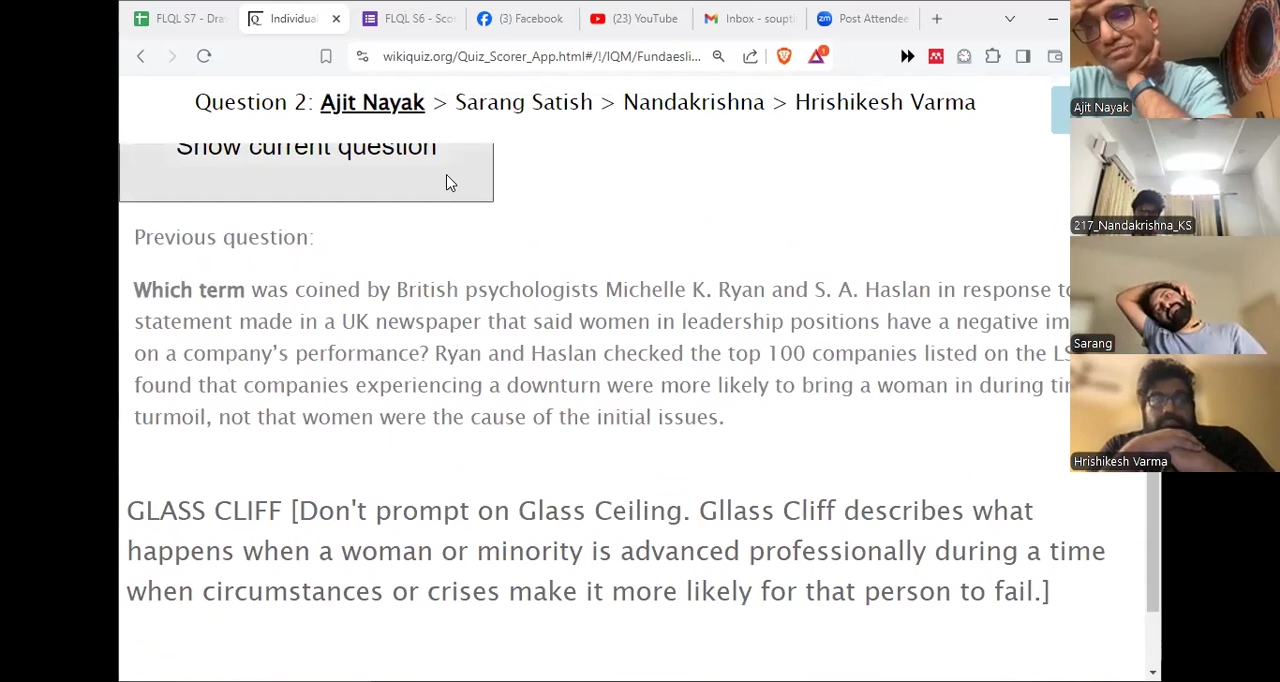 FLQL S7 - Dra
Individual
FLQL S6 - Sco
(3) Facebook
(23) YouTube
Inbox - soupti
Post Attendee
wikiquiz.org/Quiz_Scorer_App.html#/!/IQM/Fundaesli...
1
Question 2: Ajit Nayak > Sarang Satish > Nandakrishna > Hrishikesh Varma
Show current question
Previous question:
Which term was coined by British psychologists Michelle K. Ryan and S. A. Haslan in response to
statement made in a UK newspaper that said women in leadership positions have a negative im
on a company's performance? Ryan and Haslan checked the top 100 companies listed on the LS
found that companies experiencing a downturn were more likely to bring a woman in during ti
turmoil, not that women were the cause of the initial issues.
GLASS CLIFF [Don't prompt on Glass Ceiling. Gllass Cliff describes what
happens when a woman or minority is advanced professionally during a time
when circumstances or crises make it more likely for that person to fail.]
Ajit Nayak
217_Nandakrishna_KS
Sarang
Hrishikesh Varma